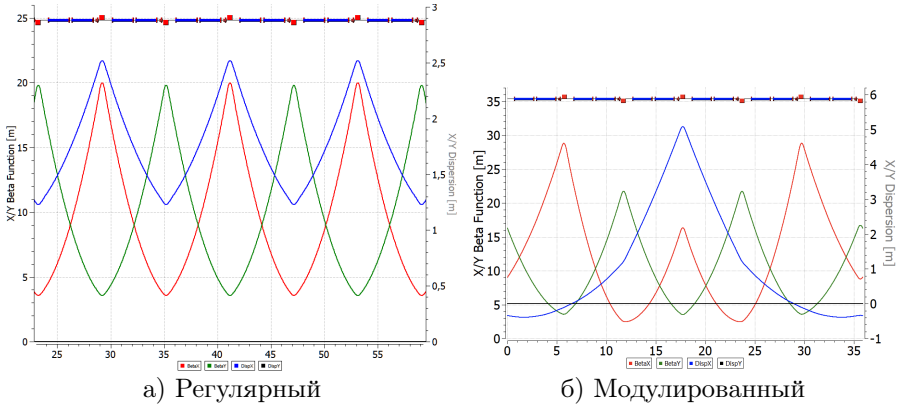 X/Y Beta Function [m]
25
20
15
10
5
0
3
2,5
2
1,5
1
0,5
0
X/Y Dispersion [m]
25 30 35 40 45 50 55
BetaX BetaY DispX DispY
а) Регулярный
X/Y Beta Function [m]
35
30
25
20
15
10
5
0
6
5
4
3
2
1
0
-1
X/Y Dispersion [m]
0 5 10 15 20 25 30 35
BetaX BetaY DispX DispY
б) Модулированный